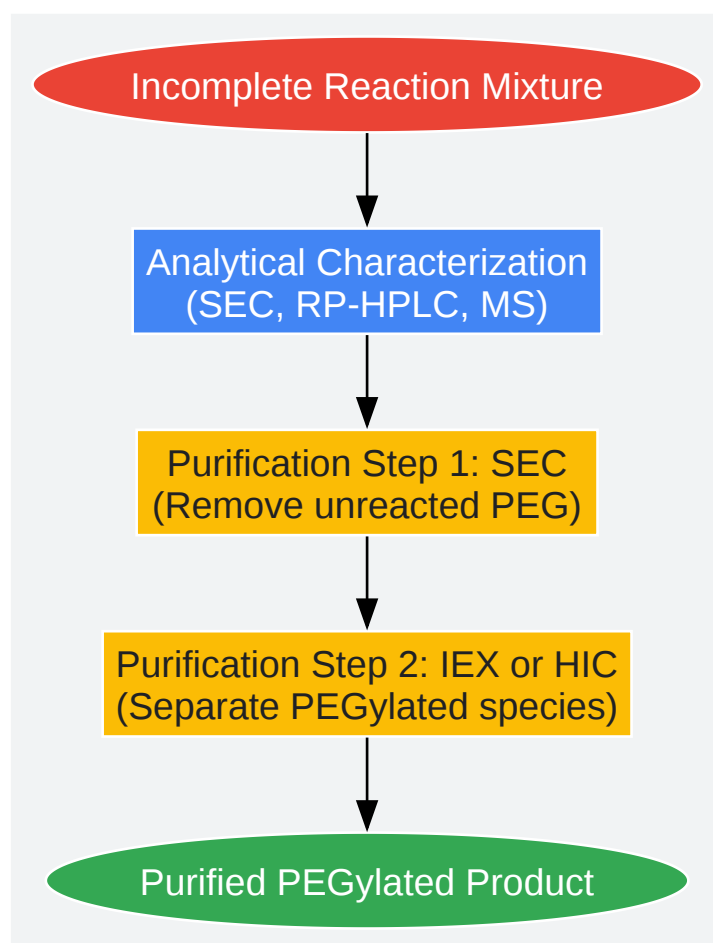 Incomplete Reaction Mixture
Analytical Characterization
(SEC, RP-HPLC, MS)
Purification Step 1: SEC
(Remove unreacted PEG)
Purification Step 2: IEX or HIC
(Separate PEGylated species)
Purified PEGylated Product